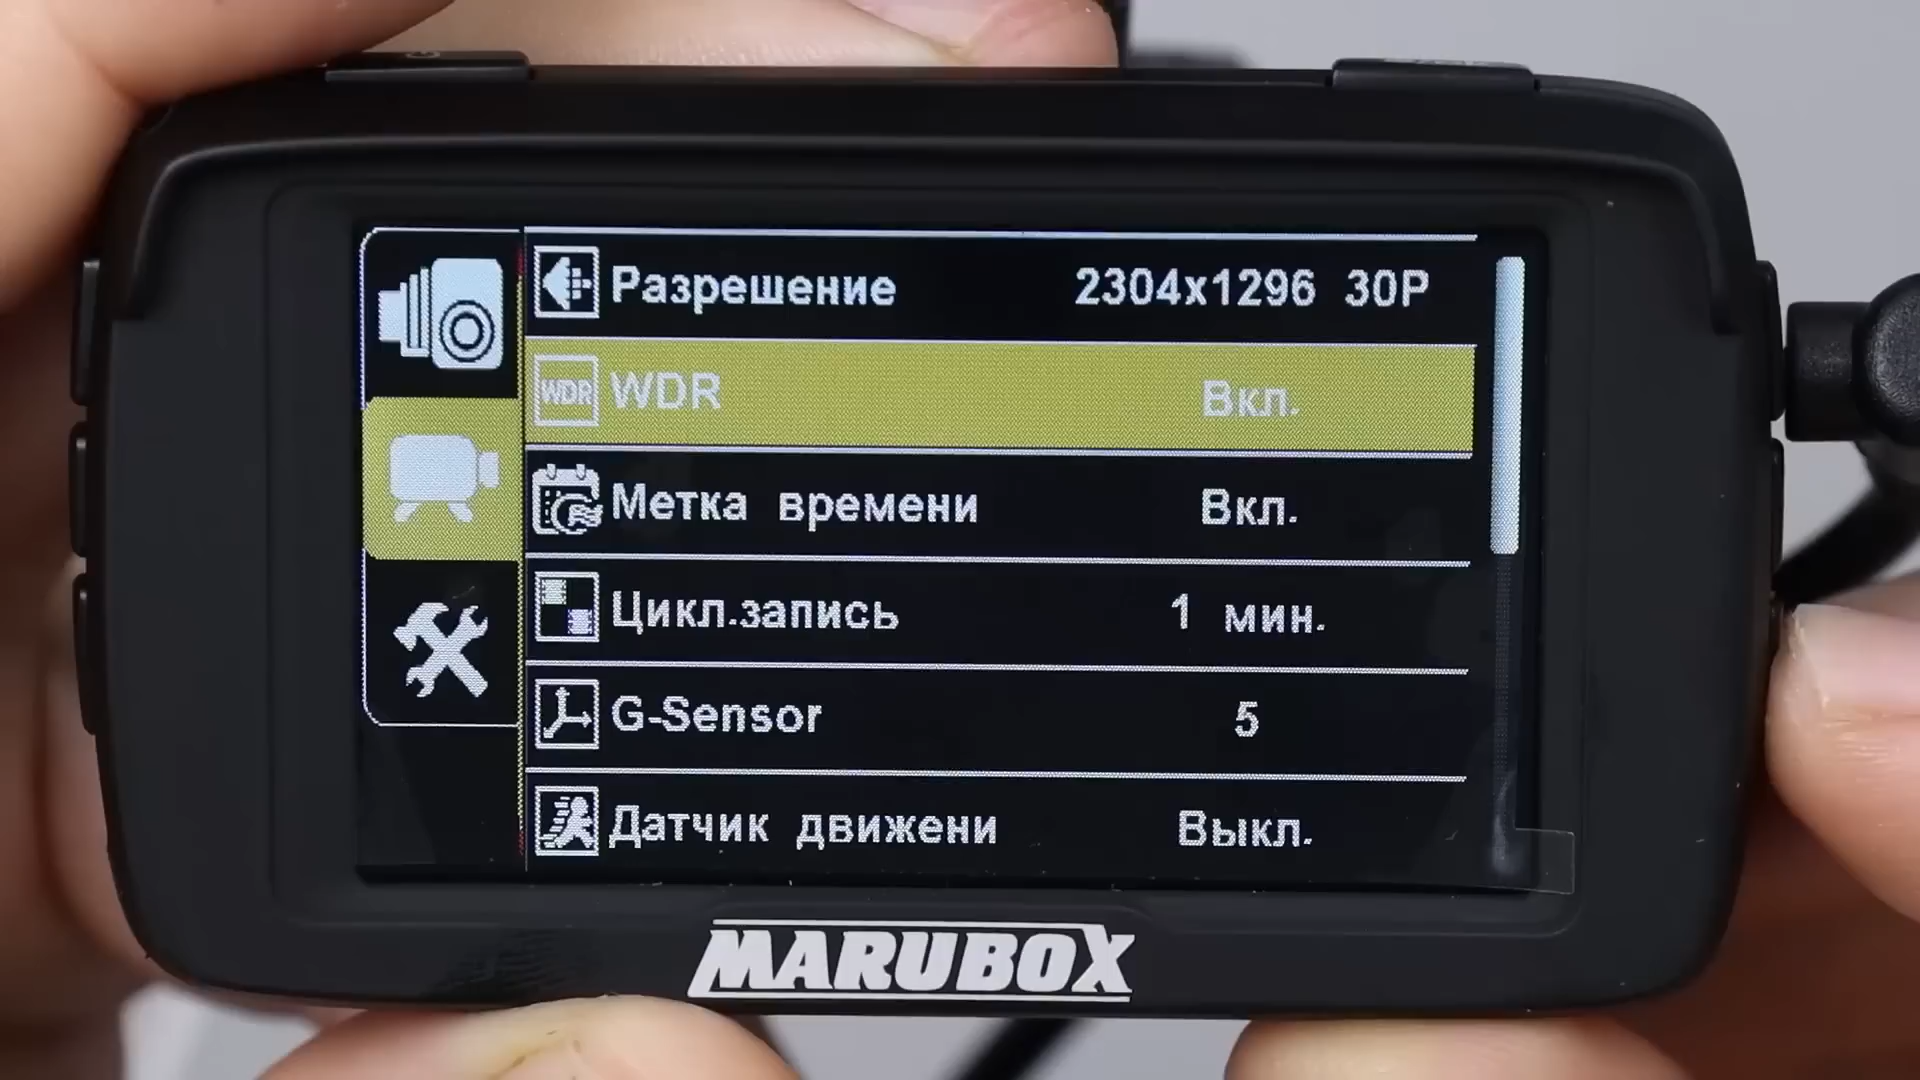 Разрешение 2304x1296 30P
WDR WDR Вкл.
Метка времени Вкл.
Цикл.запись 1 мин.
G-Sensor 5
Датчик движени Выкл.
MARUBOX